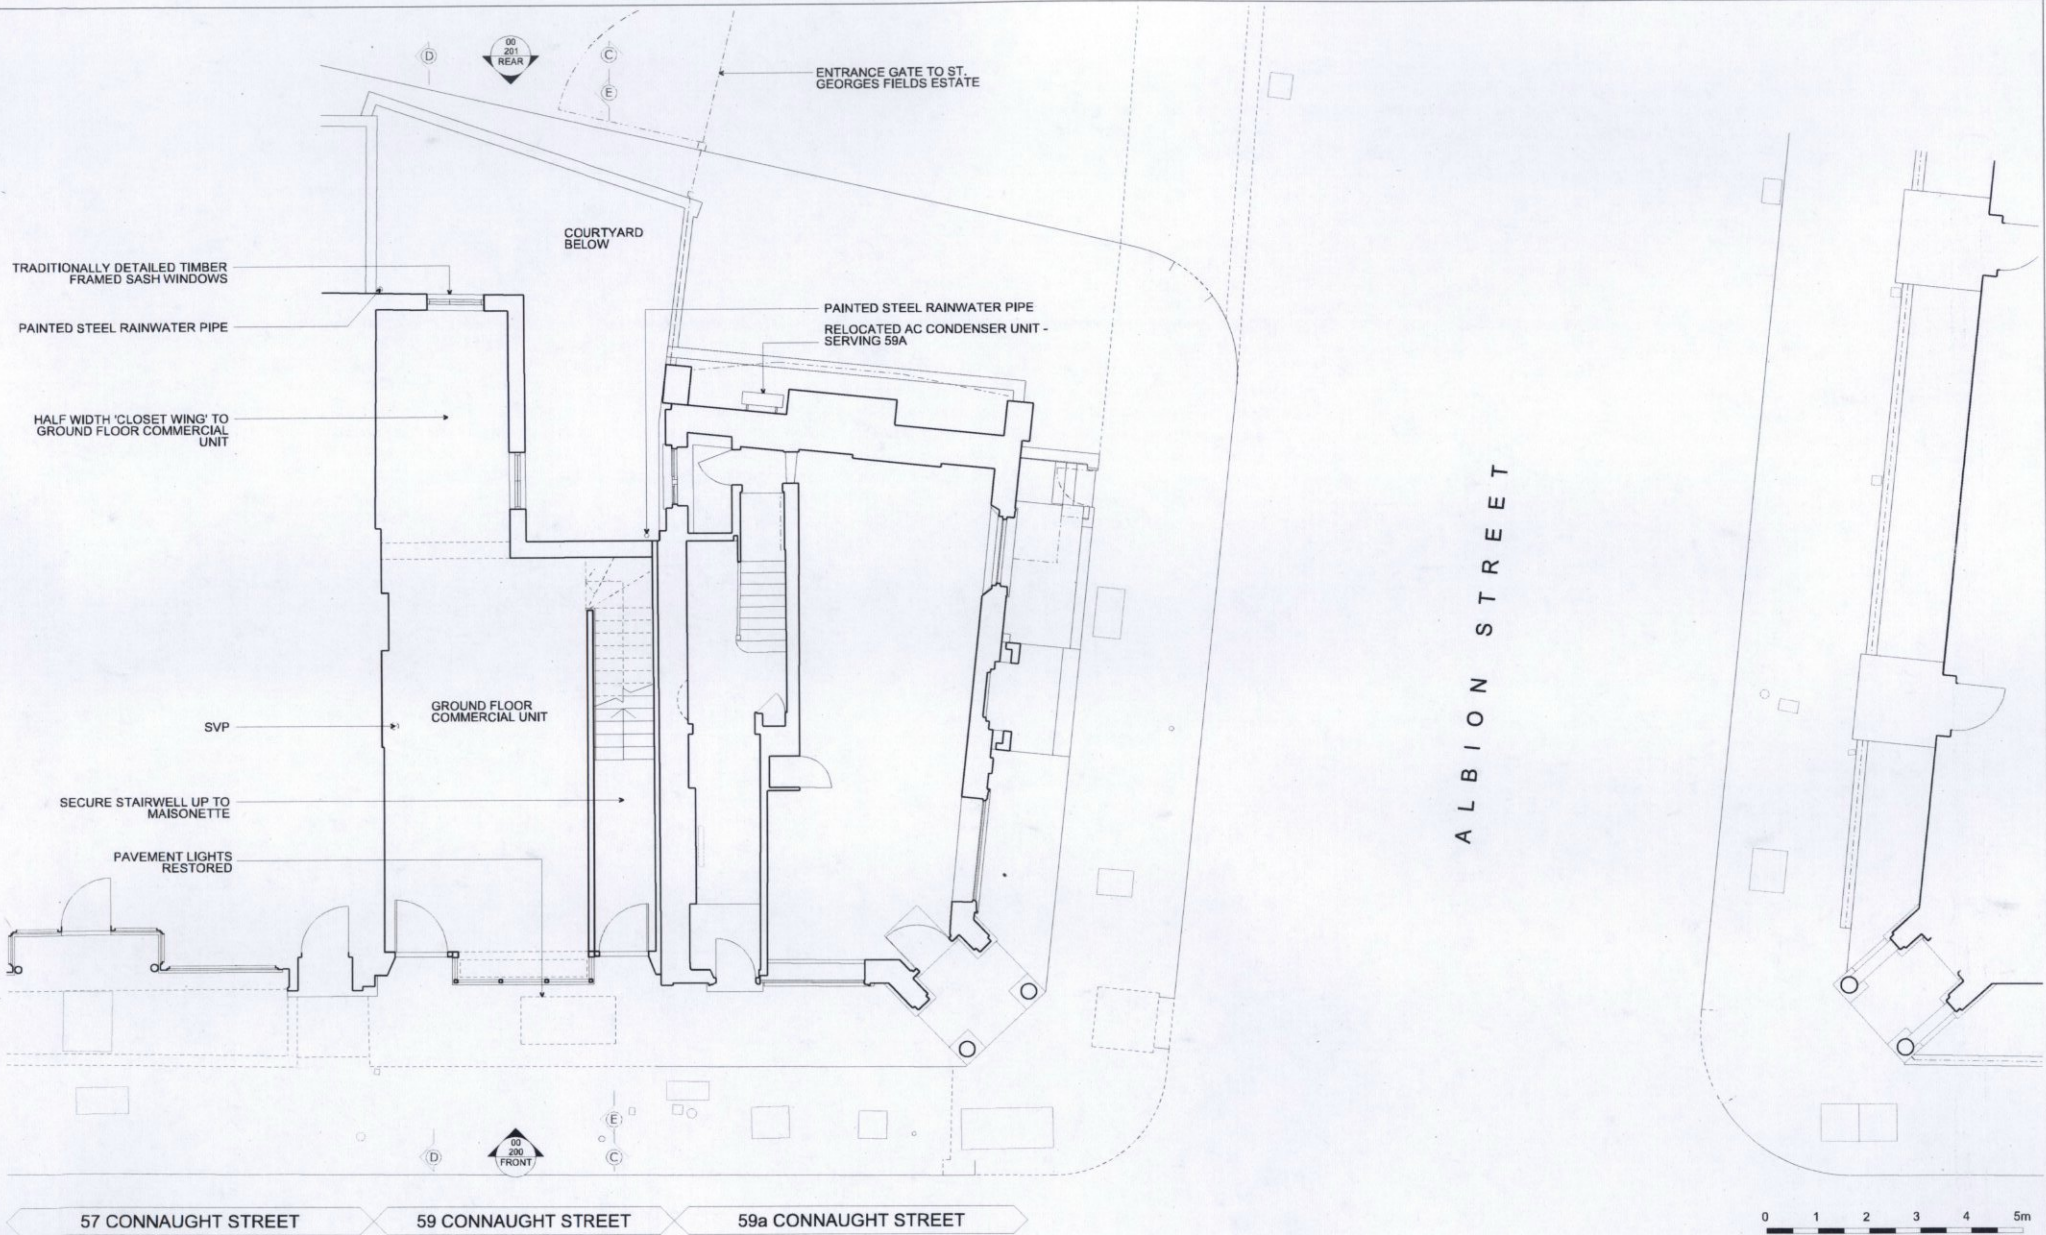 D
00
201
REAR
C
E
ENTRANCE GATE TO ST.
GEORGES FIELDS ESTATE
COURTYARD
BELOW
TRADITIONALLY DETAILED TIMBER
FRAMED SASH WINDOWS
PAINTED STEEL RAINWATER PIPE
PAINTED STEEL RAINWATER PIPE
RELOCATED AC CONDENSER UNIT -
SERVING 59A
HALF WIDTH 'CLOSET WING' TO
GROUND FLOOR COMMERCIAL
UNIT
ALBION STREET
GROUND FLOOR
COMMERCIAL UNIT
SVP
SECURE STAIRWELL UP TO
MAISONETTE
PAVEMENT LIGHTS
RESTORED
E
D
00
200
FRONT
C
57 CONNAUGHT STREET
59 CONNAUGHT STREET
59a CONNAUGHT STREET
0 1 2 3 4 5m